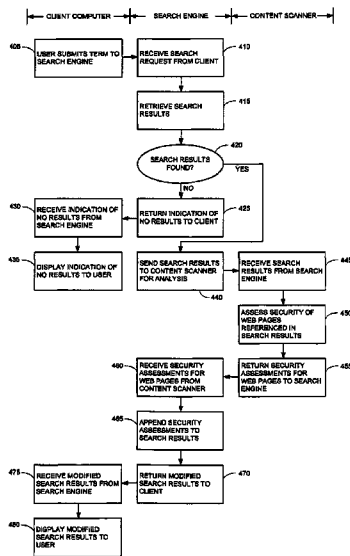 CLIENT COMPUTER
SEARCH ENGINE
CONTENT SCANNER
405
USER SUBMITS TERM TO
SEARCH ENGINE
410
RECEIVE SEARCH
REQUEST FROM CLIENT
415
RETRIEVE SEARCH
RESULTS
420
SEARCH RESULTS
FOUND?
YES
NO
430
RECEIVE INDICATION OF
NO RESULTS FROM
SEARCH ENGINE
425
RETURN INDICATION OF
NO RESULTS TO CLIENT
435
DISPLAY INDICATION OF
NO RESULTS TO USER
SEND SEARCH RESULTS
TO CONTENT SCANNER
FOR ANALYSIS
440
445
RECEIVE SEARCH
RESULTS FROM SEARCH
ENGINE
450
ASSESS SECURITY OF
WEB PAGES
REFERENCED IN
SEARCH RESULTS
460
RECEIVE SECURITY
ASSESSMENTS FOR
WEB PAGES FROM
CONTENT SCANNER
455
RETURN SECURITY
ASSESSMENTS FOR
WEB PAGES TO SEARCH
ENGINE
465
APPEND SECURITY
ASSESSMENTS TO
SEARCH RESULTS
475
RECEIVE MODIFIED
SEARCH RESULTS FROM
SEARCH ENGINE
470
RETURN MODIFIED
SEARCH RESULTS TO
CLIENT
480
DISPLAY MODIFIED
SEARCH RESULTS TO
USER